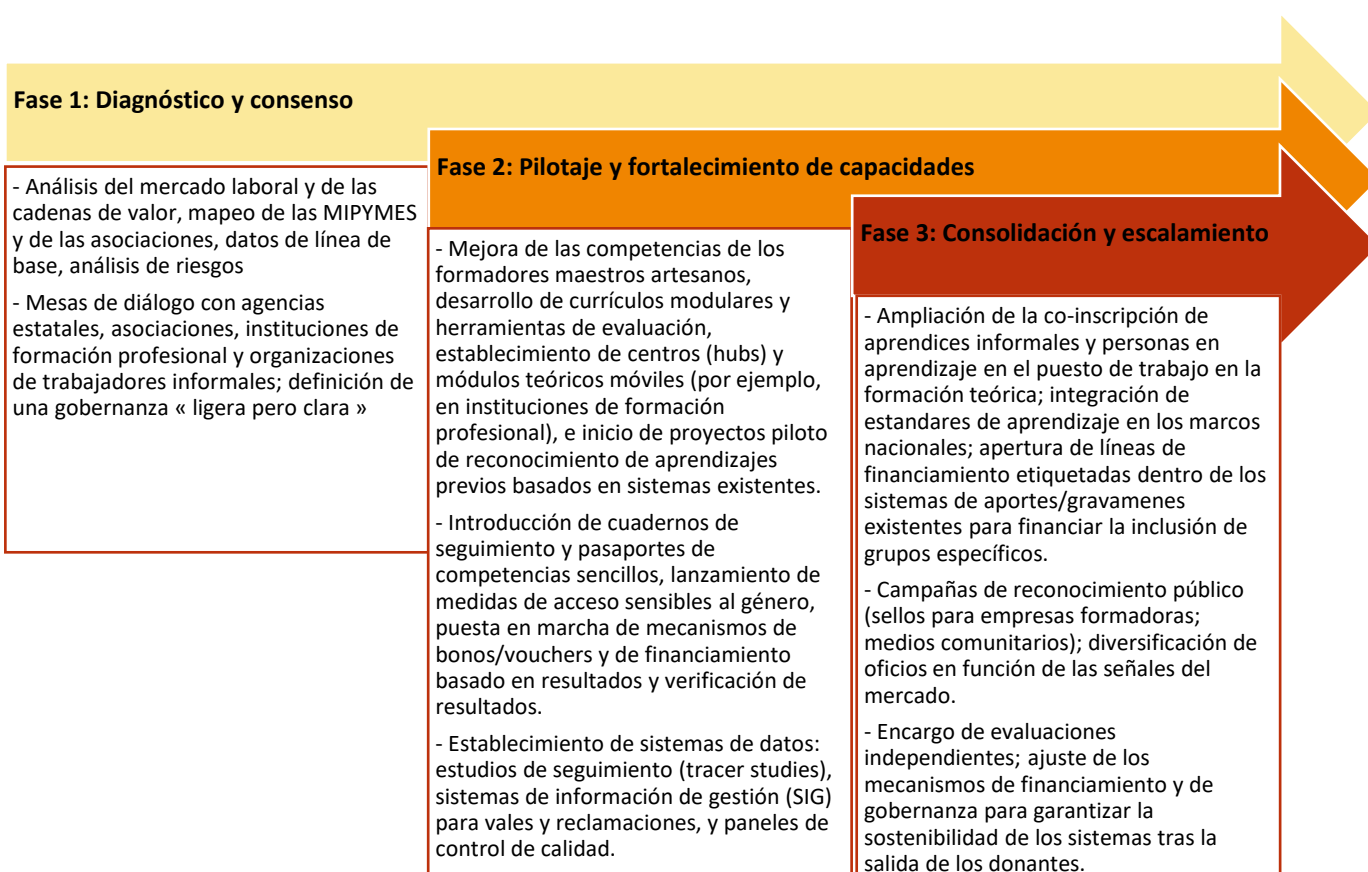 Fase 1: Diagnóstico y consenso
- Análisis del mercado laboral y de las
cadenas de valor, mapeo de las MIPYMES
y de las asociaciones, datos de línea de
base, análisis de riesgos
- Mesas de diálogo con agencias
estatales, asociaciones, instituciones de
formación profesional y organizaciones
de trabajadores informales; definición de
una gobernanza « ligera pero clara »
Fase 2: Pilotaje y fortalecimiento de capacidades
- Mejora de las competencias de los
formadores maestros artesanos,
desarrollo de currículos modulares y
herramientas de evaluación,
establecimiento de centros (hubs) y
módulos teóricos móviles (por ejemplo,
en instituciones de formación
profesional), e inicio de proyectos piloto
de reconocimiento de aprendizajes
previos basados en sistemas existentes.
- Introducción de cuadernos de
seguimiento y pasaportes de
competencias sencillos, lanzamiento de
medidas de acceso sensibles al género,
puesta en marcha de mecanismos de
bonos/vouchers y de financiamiento
basado en resultados y verificación de
resultados.
- Establecimiento de sistemas de datos:
estudios de seguimiento (tracer studies),
sistemas de información de gestión (SIG)
para vales y reclamaciones, y paneles de
control de calidad.
Fase 3: Consolidación y escalamiento
- Ampliación de la co-inscripción de
aprendices informales y personas en
aprendizaje en el puesto de trabajo en la
formación teórica; integración de
estandares de aprendizaje en los marcos
nacionales; apertura de líneas de
financiamiento etiquetadas dentro de los
sistemas de aportes/gravamenes
existentes para financiar la inclusión de
grupos específicos.
- Campañas de reconocimiento público
(sellos para empresas formadoras;
medios comunitarios); diversificación de
oficios en función de las señales del
mercado.
- Encargo de evaluaciones
independientes; ajuste de los
mecanismos de financiamiento y de
gobernanza para garantizar la
sostenibilidad de los sistemas tras la
salida de los donantes.